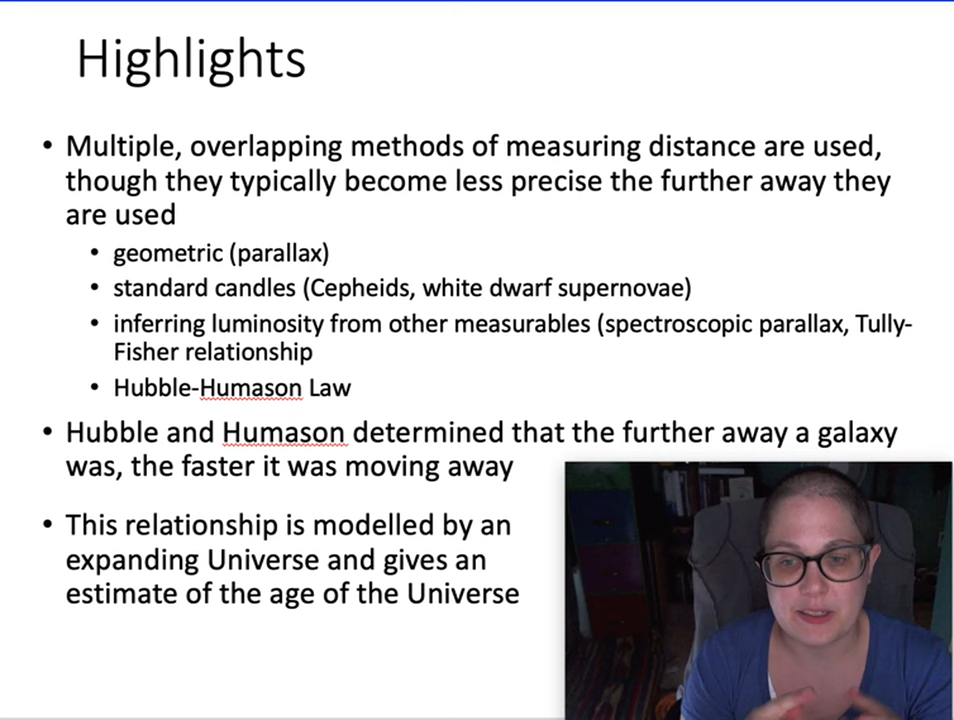 Highlights
• Multiple, overlapping methods of measuring distance are used,
though they typically become less precise the further away they
are used
• geometric (parallax)
• standard candles (Cepheids, white dwarf supernovae)
• inferring luminosity from other measurables (spectroscopic parallax, Tully-
Fisher relationship
• Hubble-Humason Law
• Hubble and Humason determined that the further away a galaxy
was, the faster it was moving away
• This relationship is modelled by an
expanding Universe and gives an
estimate of the age of the Universe